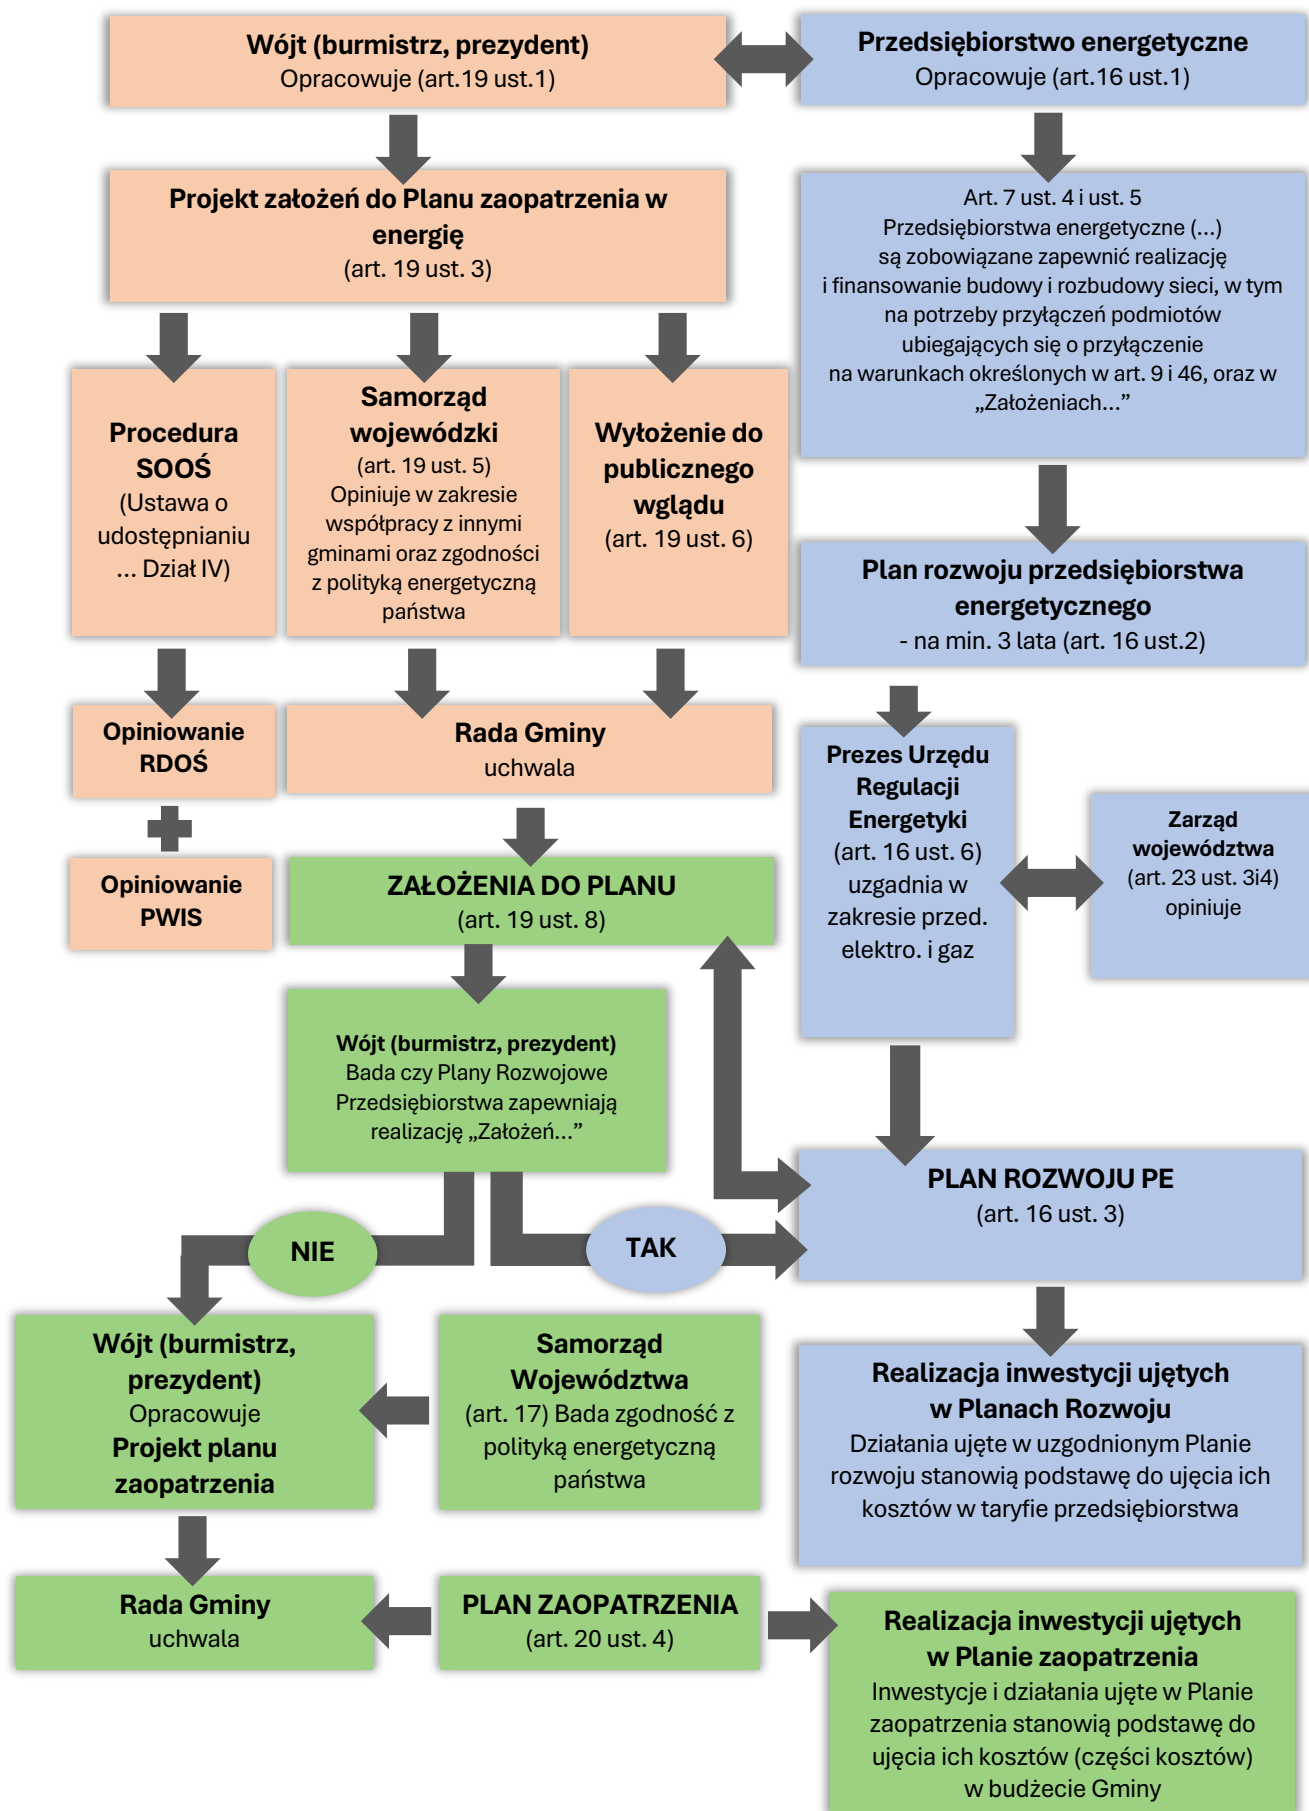 Wójt (burmistrz, prezydent)
Opracowuje (art.19 ust.1)
Przedsiębiorstwo energetyczne
Opracowuje (art.16 ust.1)
Projekt założeń do Planu zaopatrzenia w
energię
(art. 19 ust. 3)
Art. 7 ust. 4 i ust. 5
Przedsiębiorstwa energetyczne (...)
są zobowiązane zapewnić realizację
i finansowanie budowy i rozbudowy sieci, w tym
na potrzeby przyłączeń podmiotów
ubiegających się o przyłączenie
na warunkach określonych w art. 9 i 46, oraz w
„Założeniach...”
Procedura
SOOŚ
(Ustawa o
udostępnianiu
... Dział IV)
Samorząd
wojewódzki
(art. 19 ust. 5)
Opiniuje w zakresie
współpracy z innymi
gminami oraz zgodności
z polityką energetyczną
państwa
Wyłożenie do
publicznego
wglądu
(art. 19 ust. 6)
Plan rozwoju przedsiębiorstwa
energetycznego
- na min. 3 lata (art. 16 ust.2)
Opiniowanie
RDOŚ
Rada Gminy
uchwala
Prezes Urzędu
Regulacji
Energetyki
(art. 16 ust. 6)
uzgadnia w
zakresie przed.
elektro. i gaz
Zarząd
województwa
(art. 23 ust. 3i4)
opiniuje
Opiniowanie
PWIS
ZAŁOŻENIA DO PLANU
(art. 19 ust. 8)
Wójt (burmistrz, prezydent)
Bada czy Plany Rozwojowe
Przedsiębiorstwa zapewniają
realizację „Założeń...”
PLAN ROZWOJU PE
(art. 16 ust. 3)
NIE
TAK
Wójt (burmistrz,
prezydent)
Opracowuje
Projekt planu
zaopatrzenia
Samorząd
Województwa
(art. 17) Bada zgodność z
polityką energetyczną
państwa
Realizacja inwestycji ujętych
w Planach Rozwoju
Działania ujęte w uzgodnionym Planie
rozwoju stanowią podstawę do ujęcia ich
kosztów w taryfie przedsiębiorstwa
Rada Gminy
uchwala
PLAN ZAOPATRZENIA
(art. 20 ust. 4)
Realizacja inwestycji ujętych
w Planie zaopatrzenia
Inwestycje i działania ujęte w Planie
zaopatrzenia stanowią podstawę do
ujęcia ich kosztów (części kosztów)
w budżecie Gminy